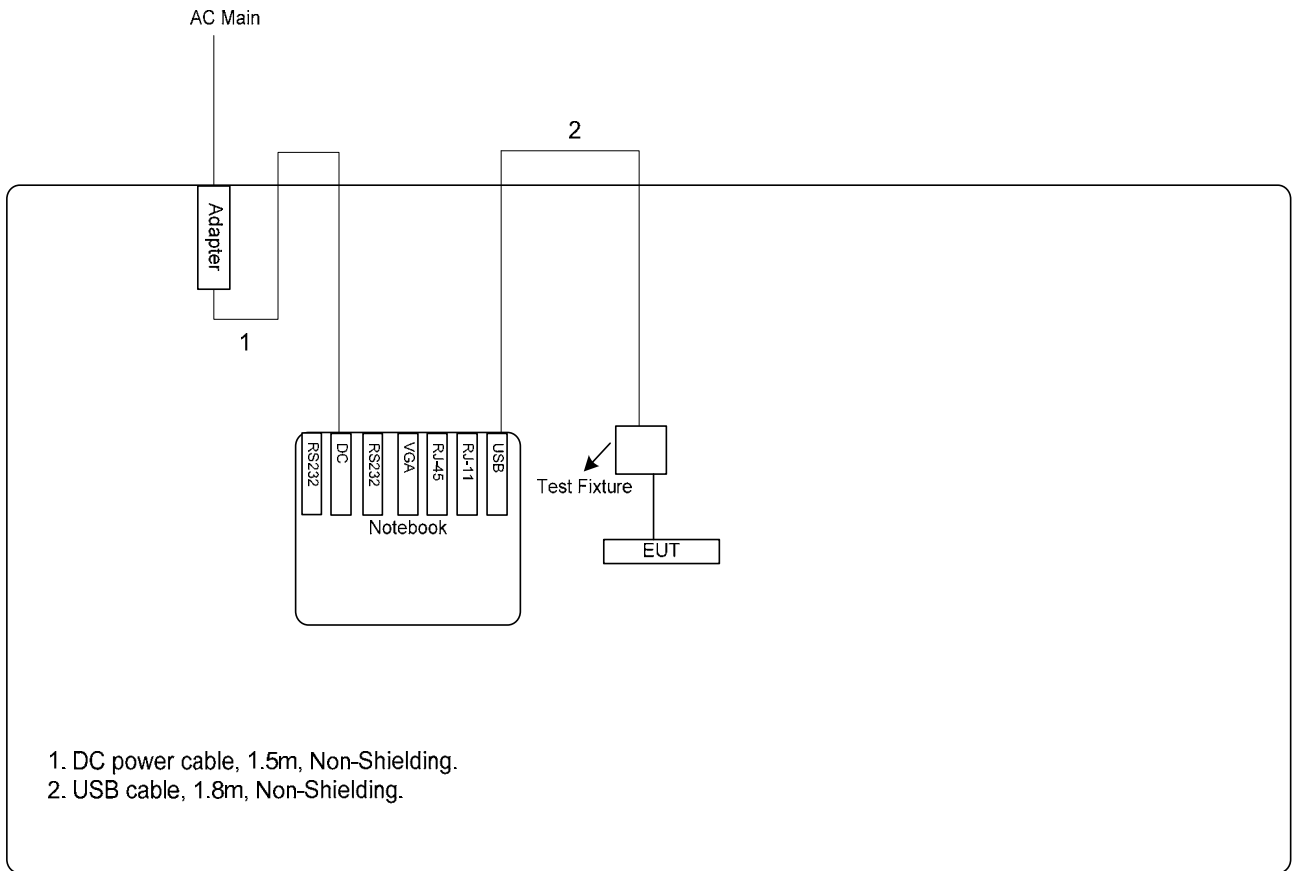 AC Main
2
Adapter
1
RS232
DC
RS232
VGA
RJ-45
RJ-11
USB
Notebook
Test Fixture
EUT
1. DC power cable, 1.5m, Non-Shielding.
2. USB cable, 1.8m, Non-Shielding.